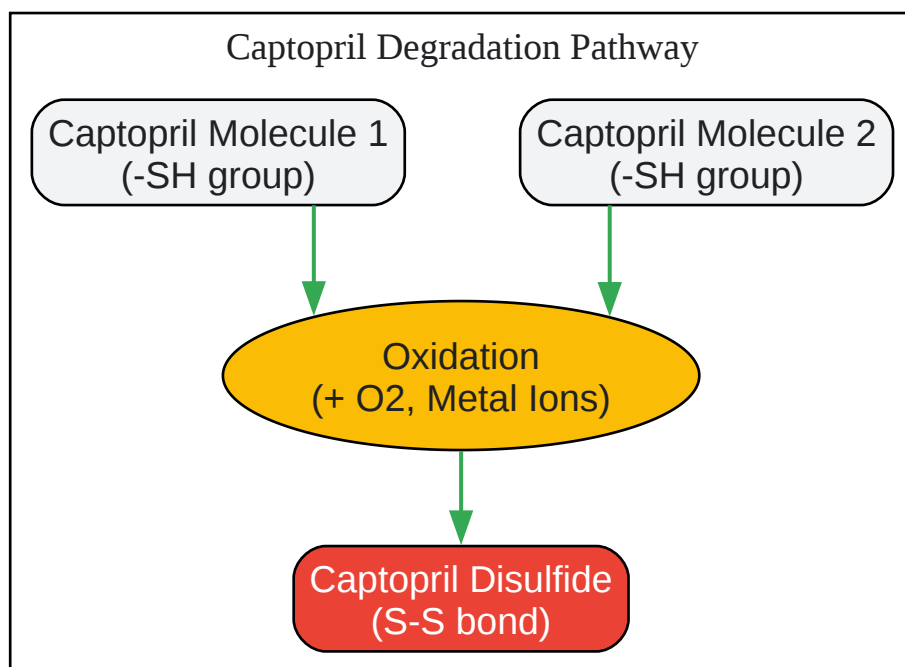 Captopril Degradation Pathway
Captopril Molecule 1
(-SH group)
Captopril Molecule 2
(-SH group)
Oxidation
(+ O2, Metal Ions)
Captopril Disulfide
(S-S bond)